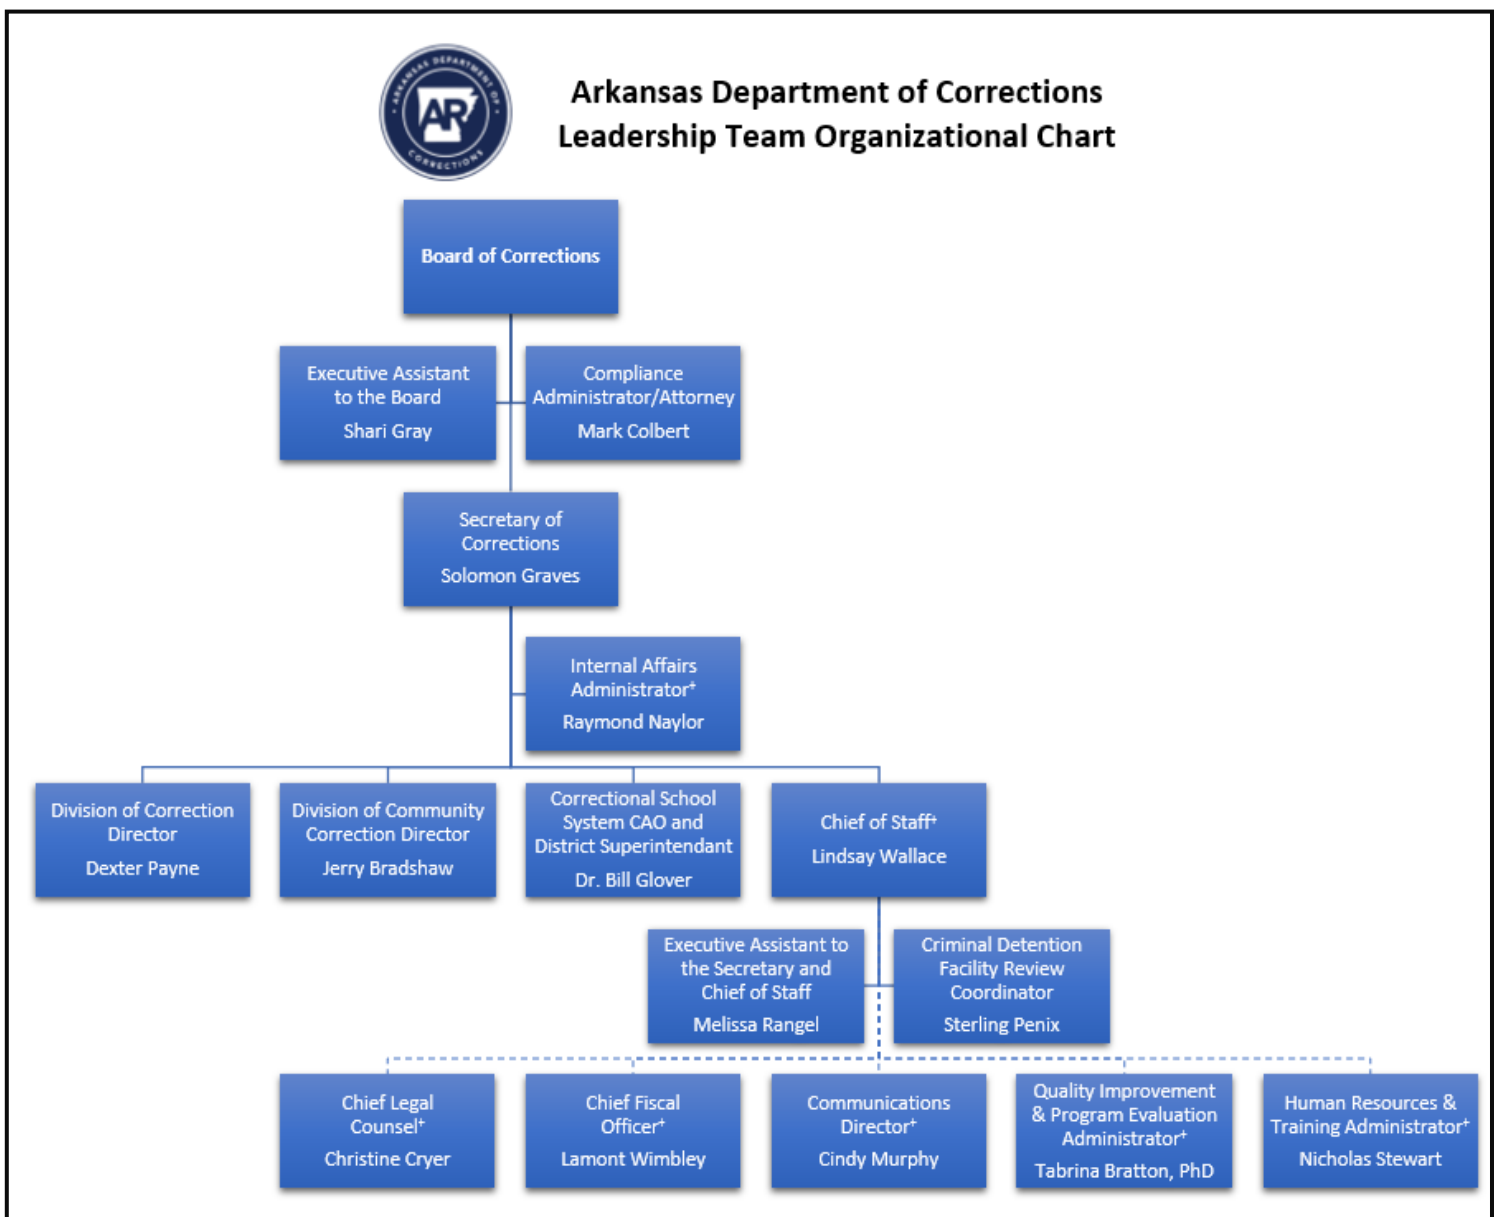 ARKANSAS DEPARTMENT OF
AR
CORRECTIONS
Arkansas Department of Corrections
Leadership Team Organizational Chart
Board of Corrections
Executive Assistant
to the Board
Shari Gray
Compliance
Administrator/Attorney
Mark Colbert
Secretary of
Corrections
Solomon Graves
Internal Affairs
Administrator⁺
Raymond Naylor
Division of Correction
Director
Dexter Payne
Division of Community
Correction Director
Jerry Bradshaw
Correctional School
System CAO and
District Superintendant
Dr. Bill Glover
Chief of Staff⁺
Lindsay Wallace
Executive Assistant to
the Secretary and
Chief of Staff
Melissa Rangel
Criminal Detention
Facility Review
Coordinator
Sterling Penix
Chief Legal
Counsel⁺
Christine Cryer
Chief Fiscal
Officer⁺
Lamont Wimbley
Communications
Director⁺
Cindy Murphy
Quality Improvement
& Program Evaluation
Administrator⁺
Tabrina Bratton, PhD
Human Resources &
Training Administrator⁺
Nicholas Stewart